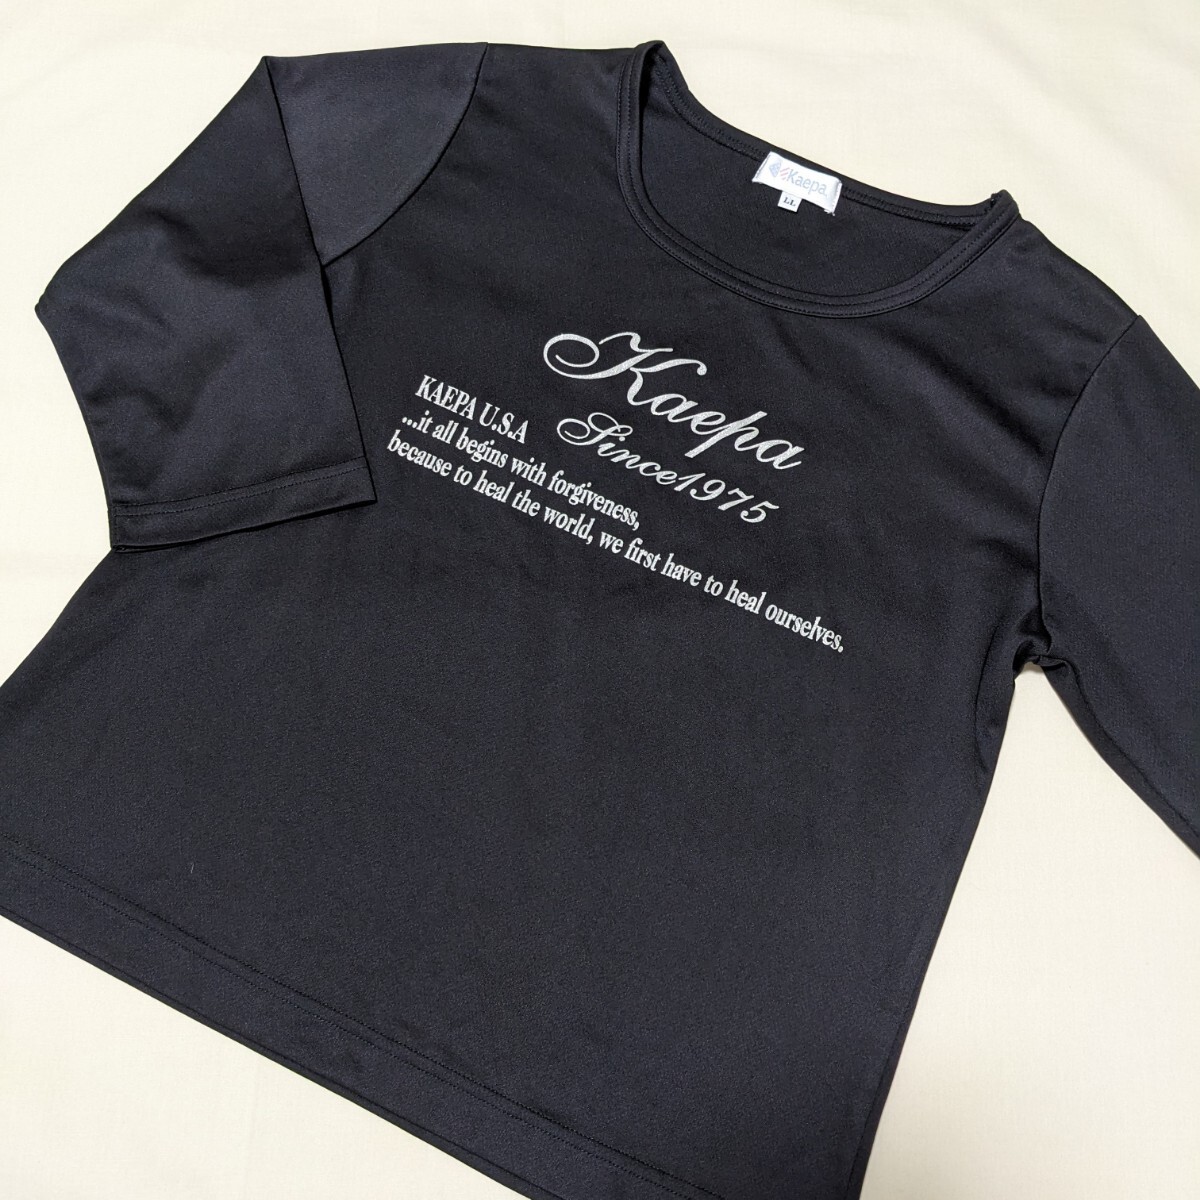 Kaepa
LL
Kaepa
Since1975
KAEPA U.S.A
...it all begins with forgiveness,
because to heal the world, we first have to heal ourselves.